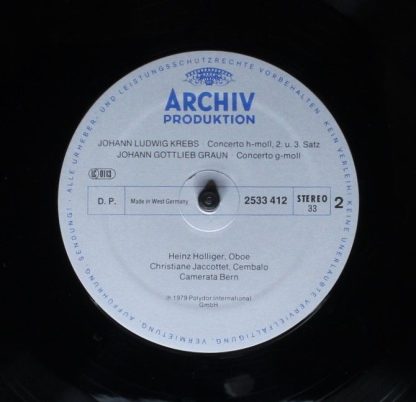 ALLE URHEBER- UND LEISTUNGSSCHUTZRECHTE VORBEHALTEN · KEIN VERLEIH! KEINE UNERLAUBTE VERVIELFÄLTIGUNG, VERMIETUNG, AUFFÜHRUNG, SENDUNG!
ARCHIV
PRODUKTION
JOHANN LUDWIG KREBS Concerto h-moll, 2. u. 3. Satz
JOHANN GOTTLIEB GRAUN Concerto g-moll
LC 0113
D. P. Made in West Germany 2533 412 STEREO 33 2
Heinz Holliger, Oboe
Christiane Jaccottet, Cembalo
Camerata Bern
℗ 1979 Polydor International
GmbH